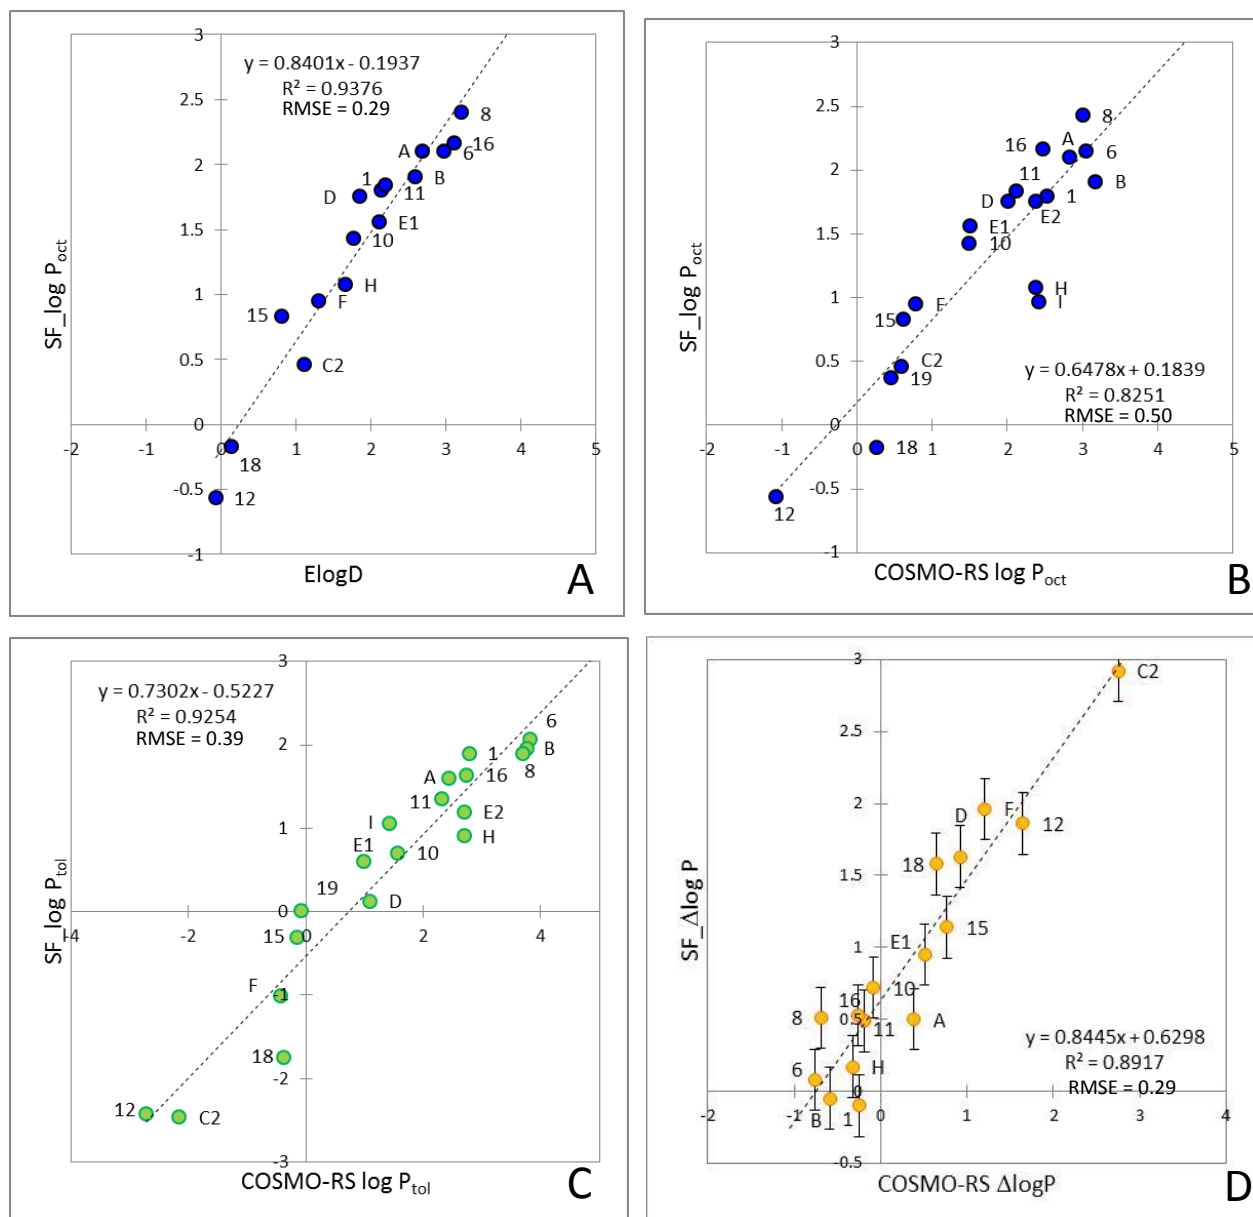 3
y = 0.8401x - 0.1937
R² = 0.9376
RMSE = 0.29
2.5
8
16
A
6
2
1
B
D
11
1.5
E1
10
SF_log Poct
1
H
F
15
0.5
C2
0
-2 -1 0 1 2 3 4 5
18
-0.5
12
-1
ElogD
A
3
2.5
8
16
A
6
2
11
B
D
1
E2
1.5
E1
10
SF_log Poct
1
H
I
F
15
0.5
C2
19
y = 0.6478x + 0.1839
R² = 0.8251
RMSE = 0.50
0
-2 -1 0 1 2 3 4 5
18
-0.5
12
-1
COSMO-RS log Poct
B
3
y = 0.7302x - 0.5227
R² = 0.9254
RMSE = 0.39
6
2
1
B
A
16
8
11
E2
I
1
H
E1
10
SF_log Ptol
19
D
0
-4 -2 0 2 4
15
F
-1
18
-2
12
C2
-3
COSMO-RS log Ptol
C
3
C2
2.5
2
D
F
12
18
1.5
15
SF_Δlog P
E1
1
10
16
8
0.5
11
A
y = 0.8445x + 0.6298
R² = 0.8917
RMSE = 0.29
6
H
0
B
1
-2 -1 0 1 2 3 4
-0.5
COSMO-RS ΔlogP
D